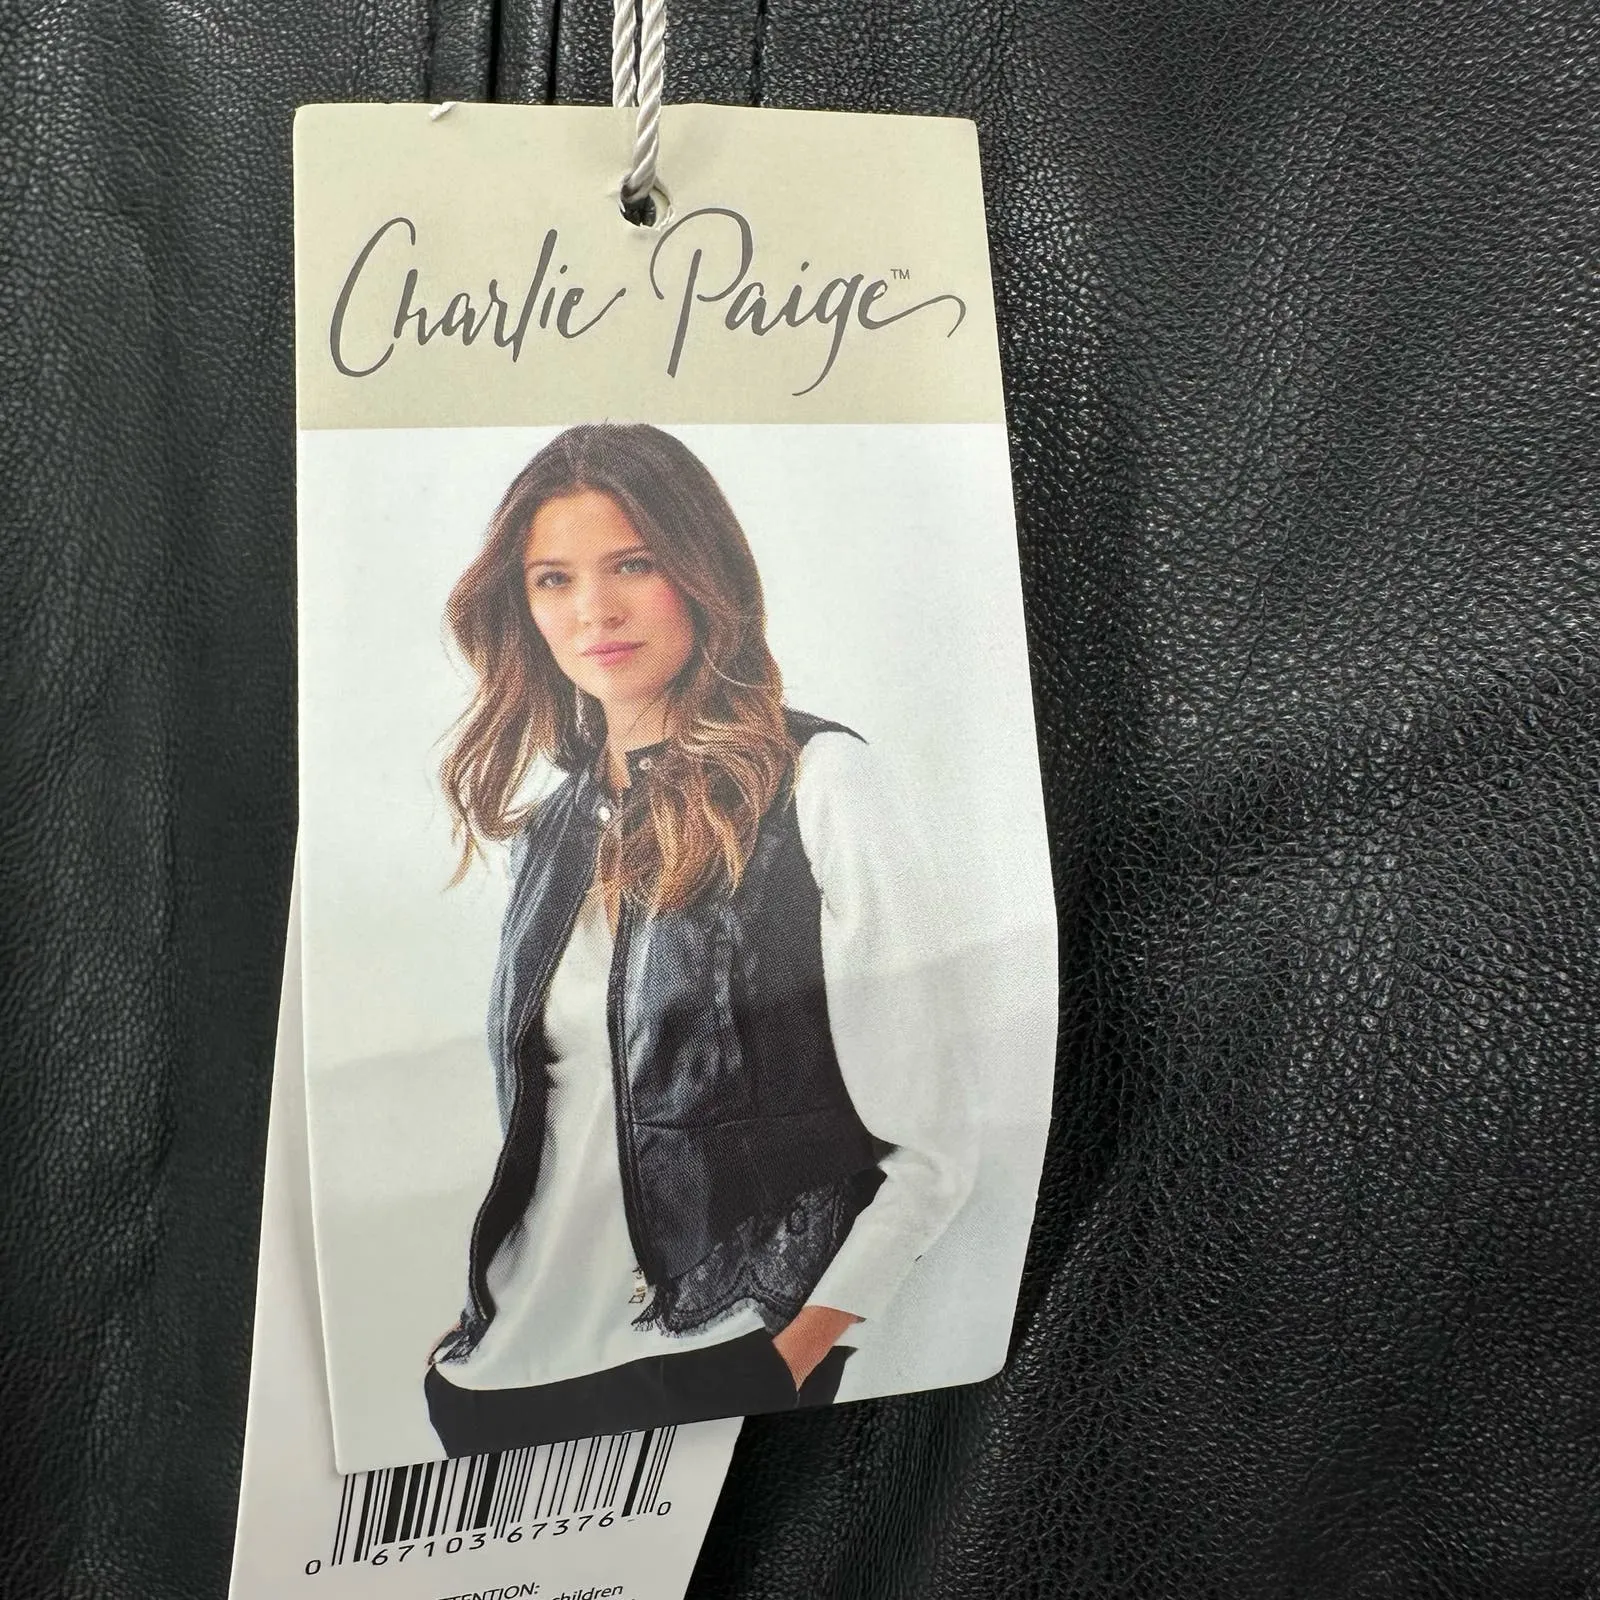 Charlie Paige™
0 67103 67376 0
ATTENTION:
children